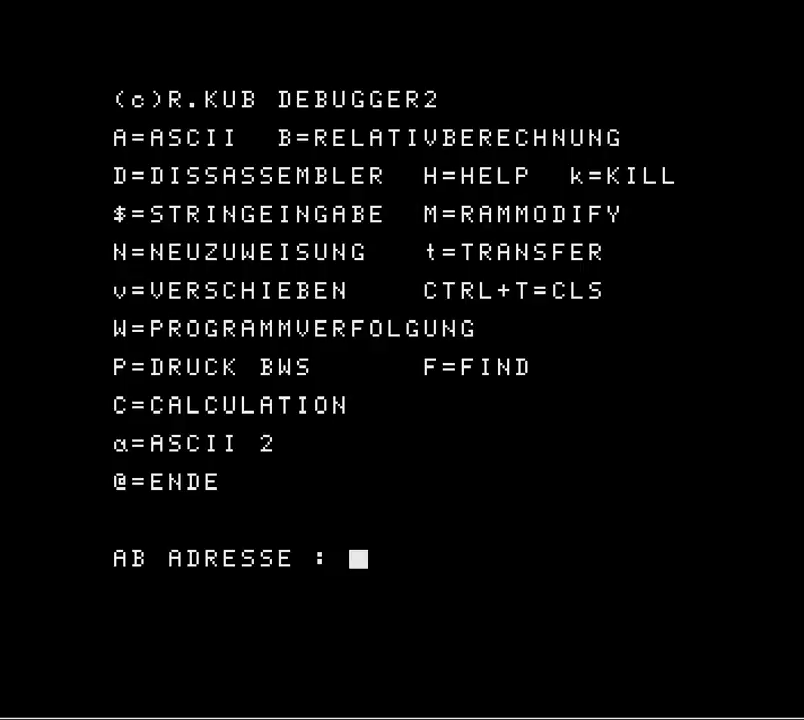 (c)R.KUB DEBUGGER2
A=ASCII  B=RELATIVBERECHNUNG
D=DISSASSEMBLER  H=HELP  k=KILL
$=STRINGEINGABE  M=RAMMODIFY
N=NEUZUWEISUNG   t=TRANSFER
v=VERSCHIEBEN    CTRL+T=CLS
W=PROGRAMMVERFOLGUNG
P=DRUCK BWS      F=FIND
C=CALCULATION
a=ASCII 2
@=ENDE
AB ADRESSE :